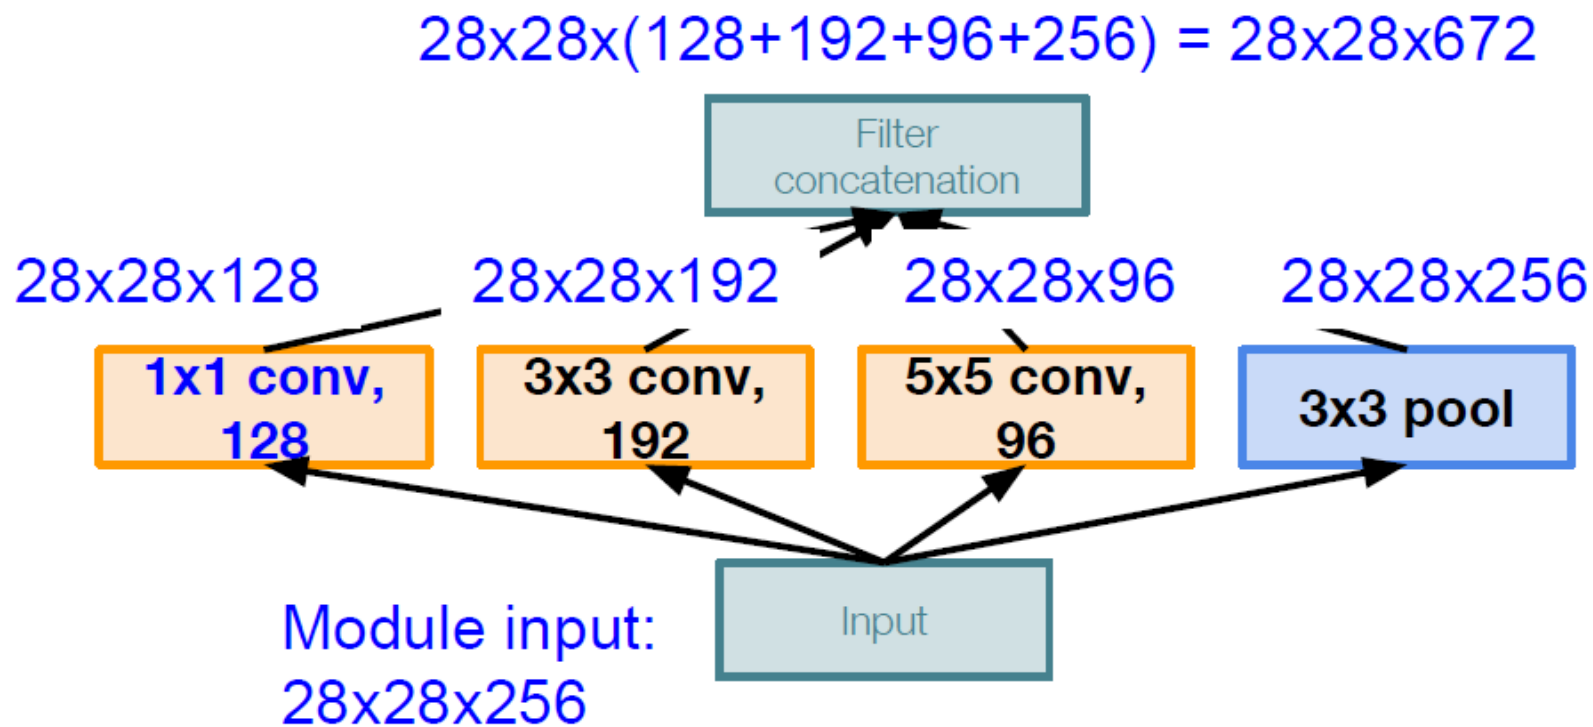 28x28x(128+192+96+256) = 28x28x672
Filter
concatenation
28x28x128
28x28x192
28x28x96
28x28x256
1x1 conv,
128
3x3 conv,
192
5x5 conv,
96
3x3 pool
Input
Module input:
28x28x256